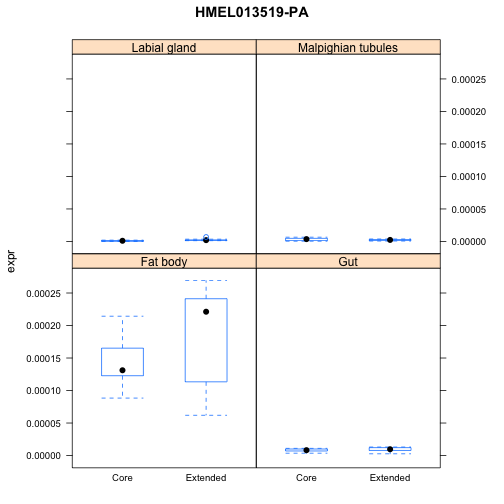 HMEL013519-PA
Labial gland Malpighian tubules
0.00025
0.00020
0.00015
0.00010
0.00005
0.00000
expr
Fat body Gut
0.00025
0.00020
0.00015
0.00010
0.00005
0.00000
Core Extended Core Extended